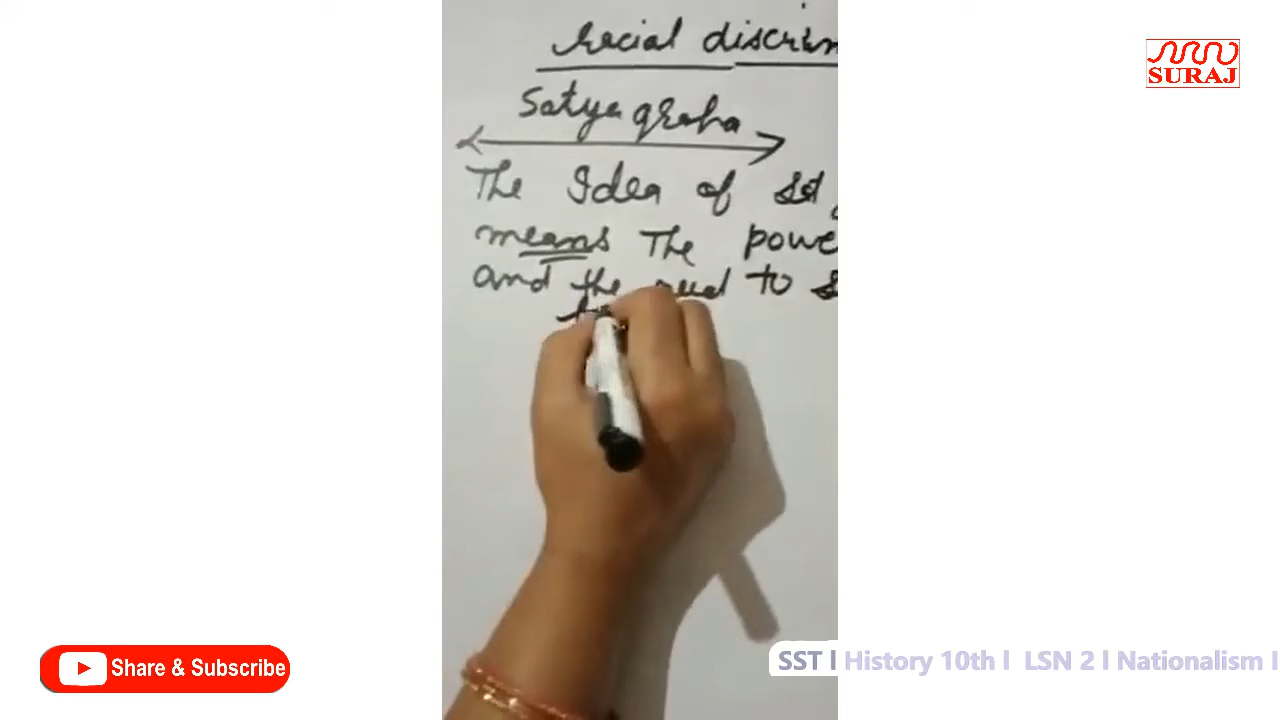 racial discrim
Satyagraha
The Idea of sat
means The powe
and the need to s
SURAJ
Share & Subscribe
SST l History 10th l LSN 2 l Nationalism I